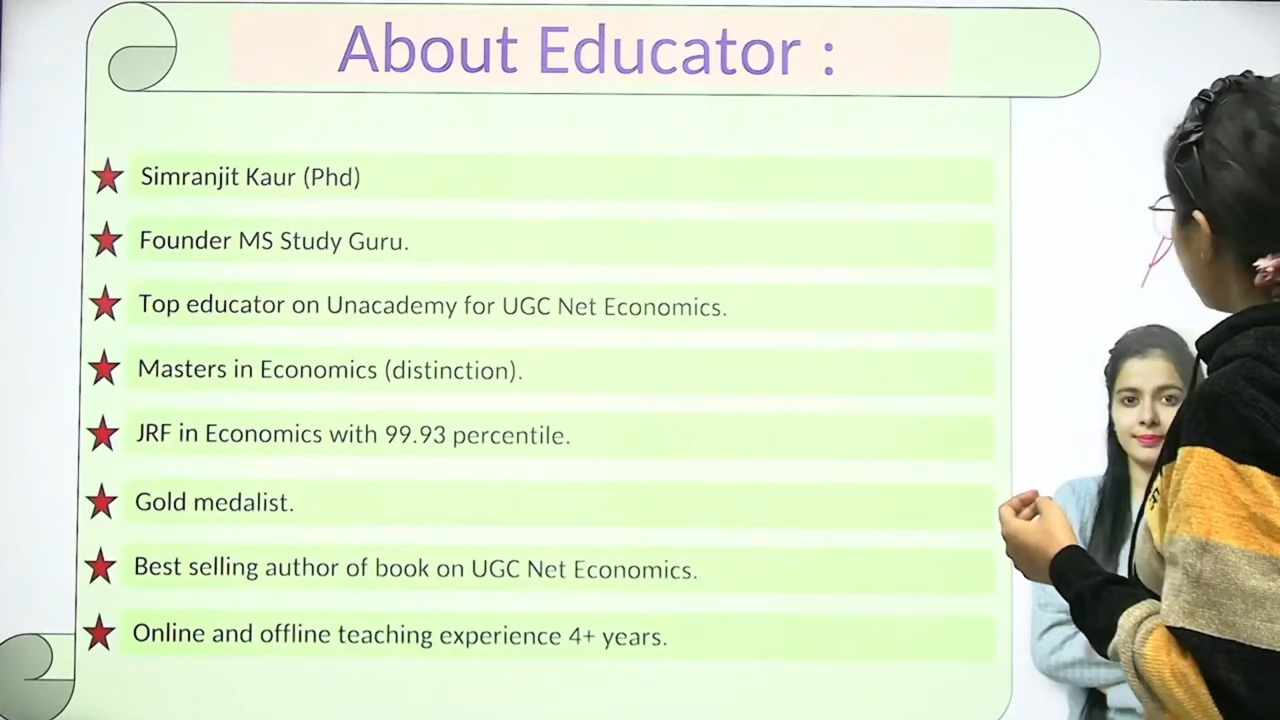 About Educator :
Simranjit Kaur (Phd)
Founder MS Study Guru.
Top educator on Unacademy for UGC Net Economics.
Masters in Economics (distinction).
JRF in Economics with 99.93 percentile.
Gold medalist.
Best selling author of book on UGC Net Economics.
Online and offline teaching experience 4+ years.